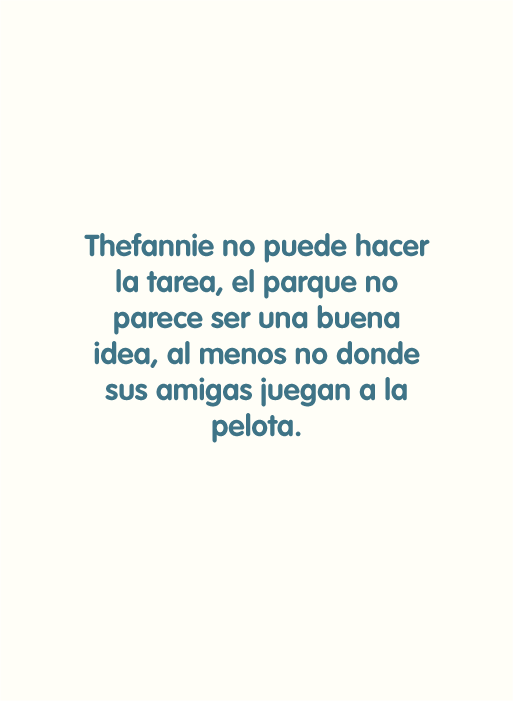 Thefannie no puede hacer
la tarea, el parque no
parece ser una buena
idea, al menos no donde
sus amigas juegan a la
pelota.